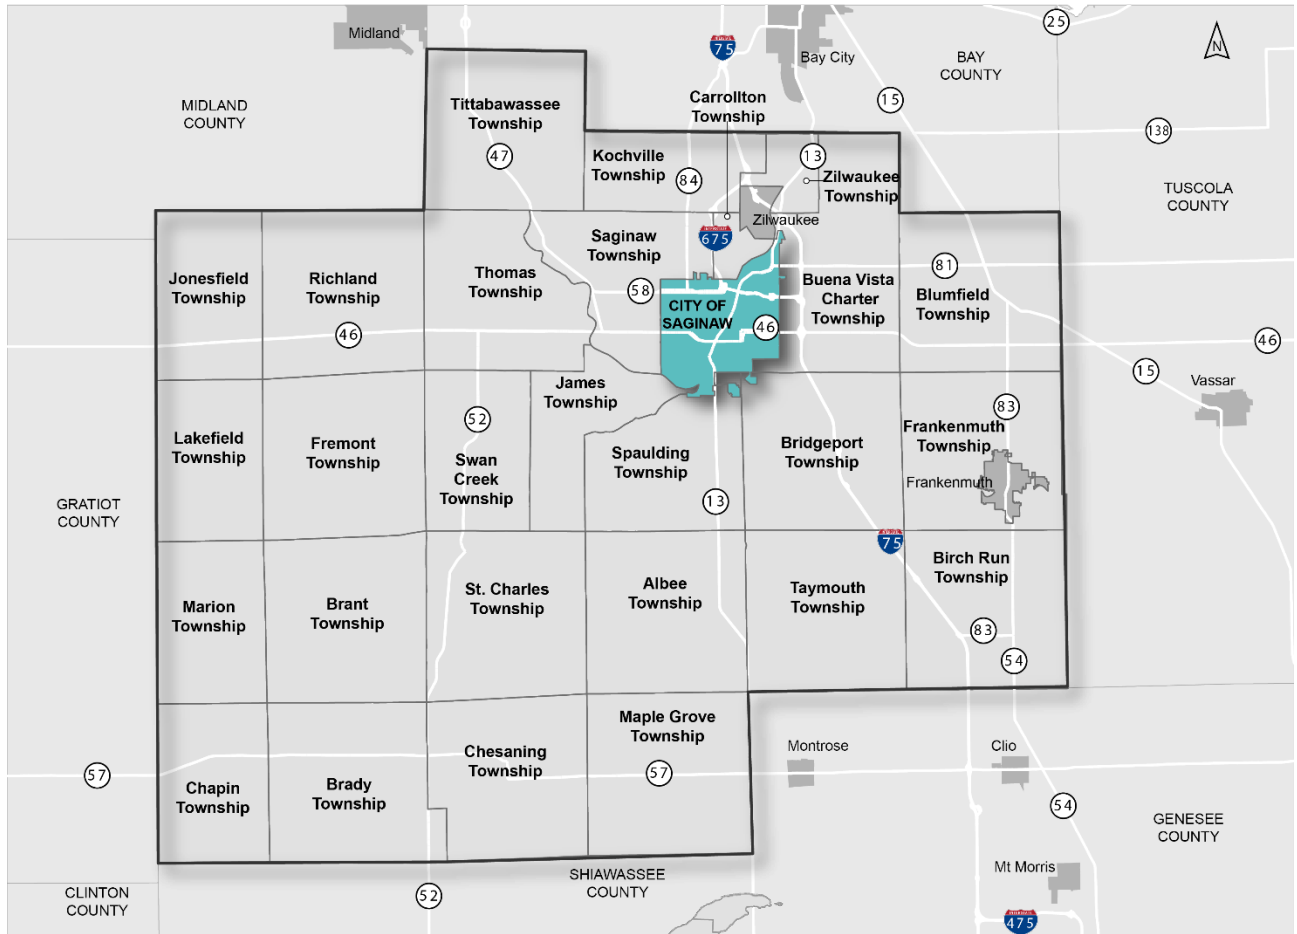 25
Midland
75
Bay City
BAY
COUNTY
N
MIDLAND
COUNTY
Tittabawassee
Township
Carrollton
Township
15
138
47
Kochville
Township
84
13
Zilwaukee
Township
TUSCOLA
COUNTY
Zilwaukee
675
Saginaw
Township
Jonesfield
Township
Richland
Township
Thomas
Township
58
CITY OF
SAGINAW
Buena Vista
Charter
Township
81
Blumfield
Township
46
46
46
15
Vassar
James
Township
52
83
Lakefield
Township
Fremont
Township
Swan
Creek
Township
Spaulding
Township
Bridgeport
Township
Frankenmuth
Township
Frankenmuth
GRATIOT
COUNTY
13
75
Birch Run
Township
Marion
Township
Brant
Township
St. Charles
Township
Albee
Township
Taymouth
Township
83
54
Maple Grove
Township
Chesaning
Township
Montrose
Clio
57
57
Chapin
Township
Brady
Township
54
GENESEE
COUNTY
SHIAWASSEE
COUNTY
Mt Morris
CLINTON
COUNTY
52
475